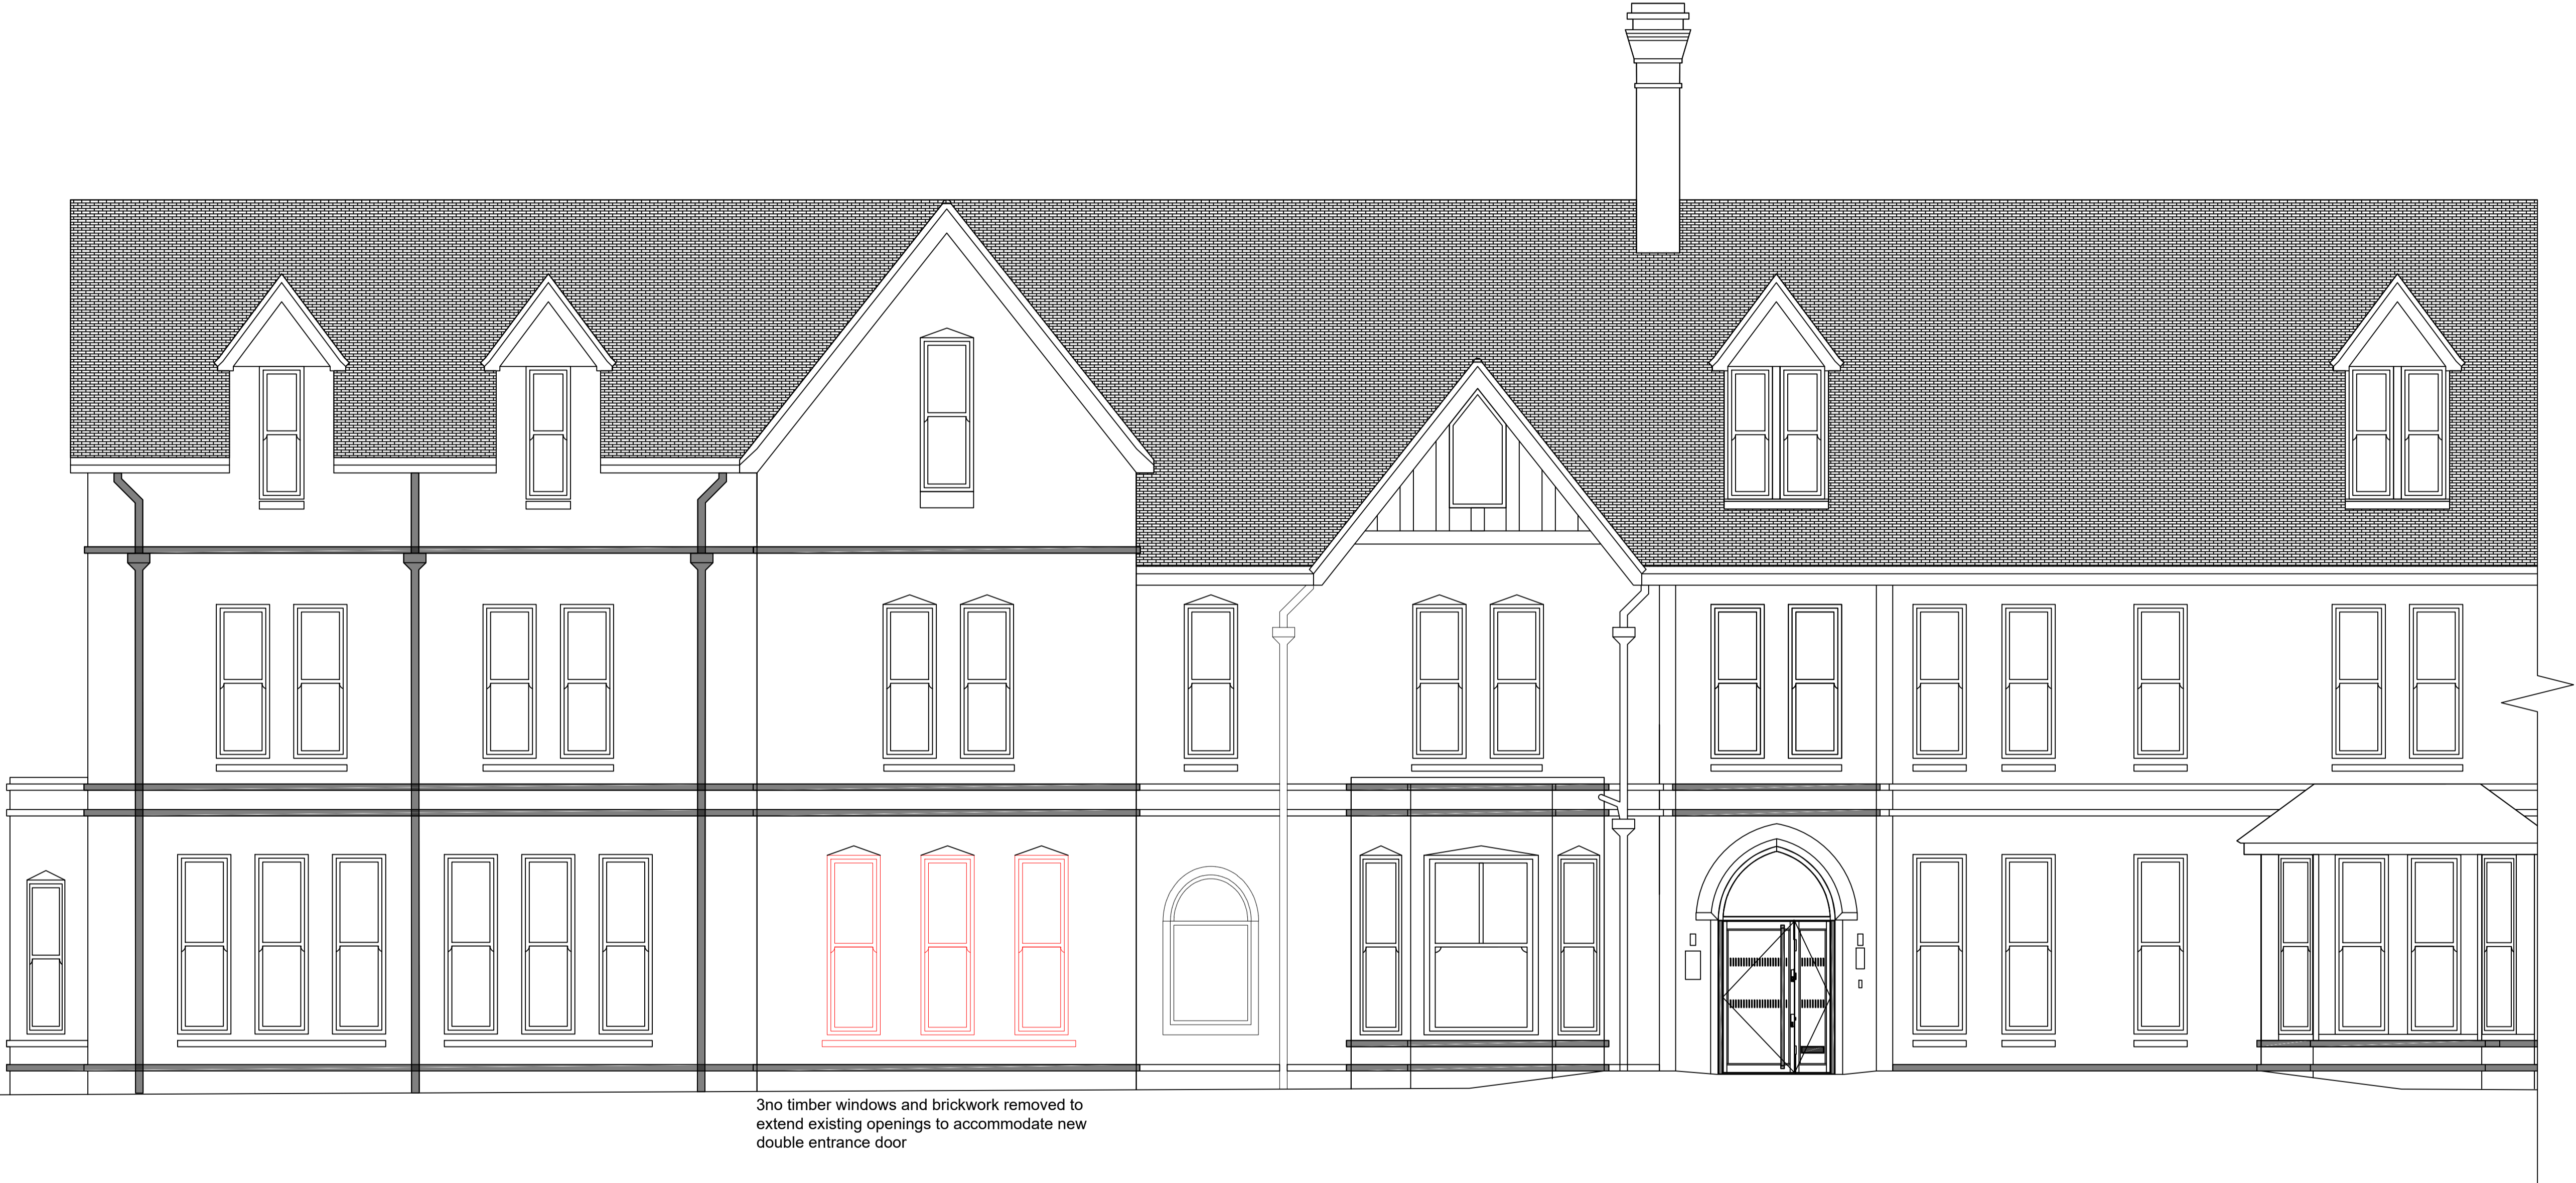 3no timber windows and brickwork removed to
extend existing openings to accommodate new
double entrance door